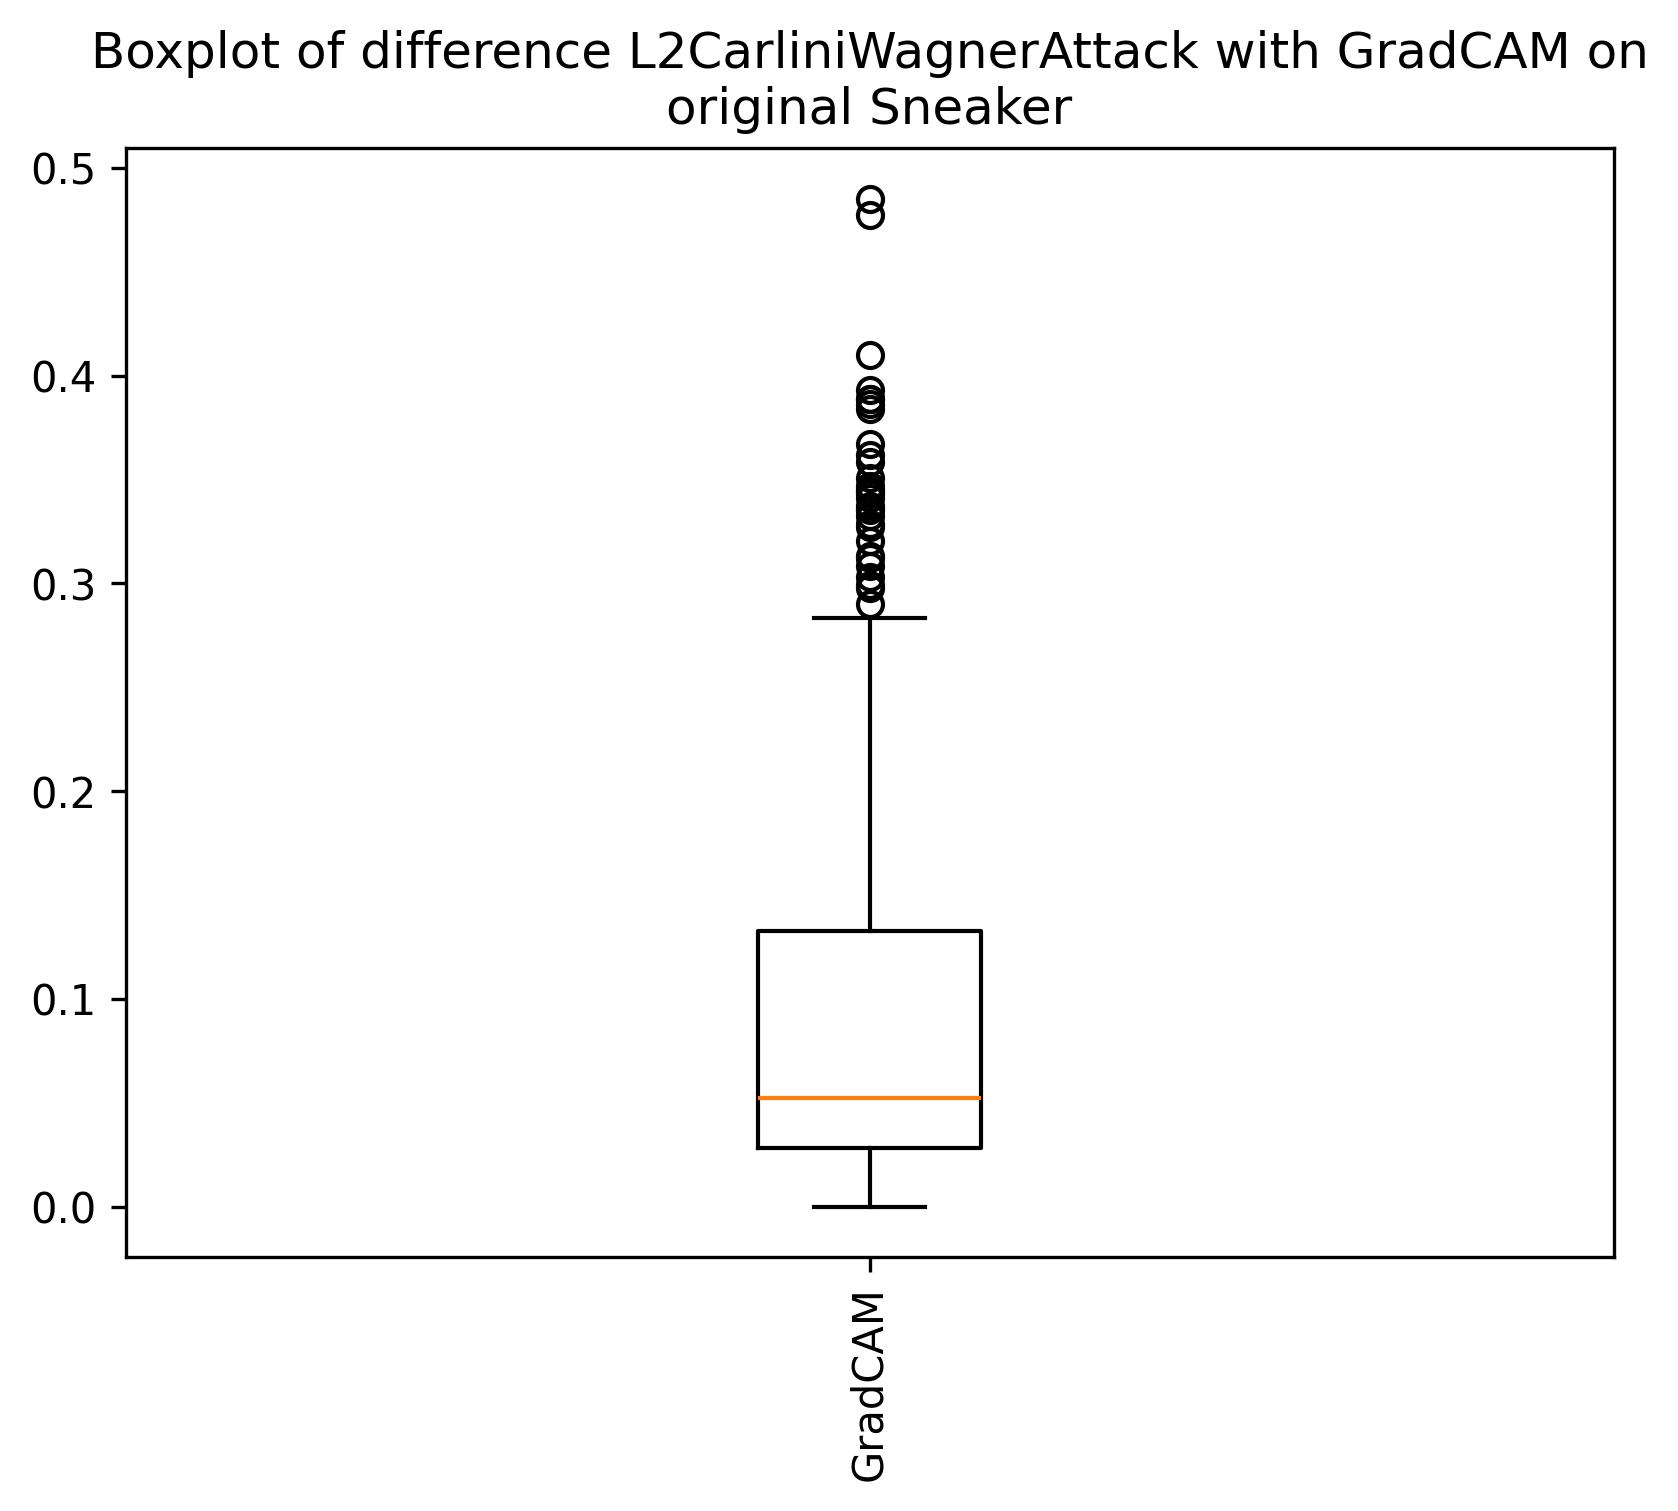 Boxplot of difference L2CarliniWagnerAttack with GradCAM on
original Sneaker
0.5
0.4
0.3
0.2
0.1
0.0
GradCAM